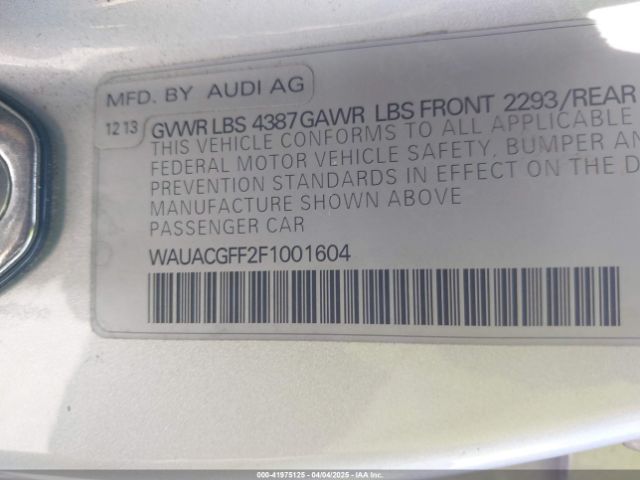 MFD. BY AUDI AG
12 13 GVWR LBS 4387 GAWR LBS FRONT 2293/REAR
THIS VEHICLE CONFORMS TO ALL APPLICABLE
FEDERAL MOTOR VEHICLE SAFETY, BUMPER AN
PREVENTION STANDARDS IN EFFECT ON THE D
MANUFACTURE SHOWN ABOVE
PASSENGER CAR
WAUACGFF2F1001604
000-41975125 - 04/04/2025 - IAA Inc.